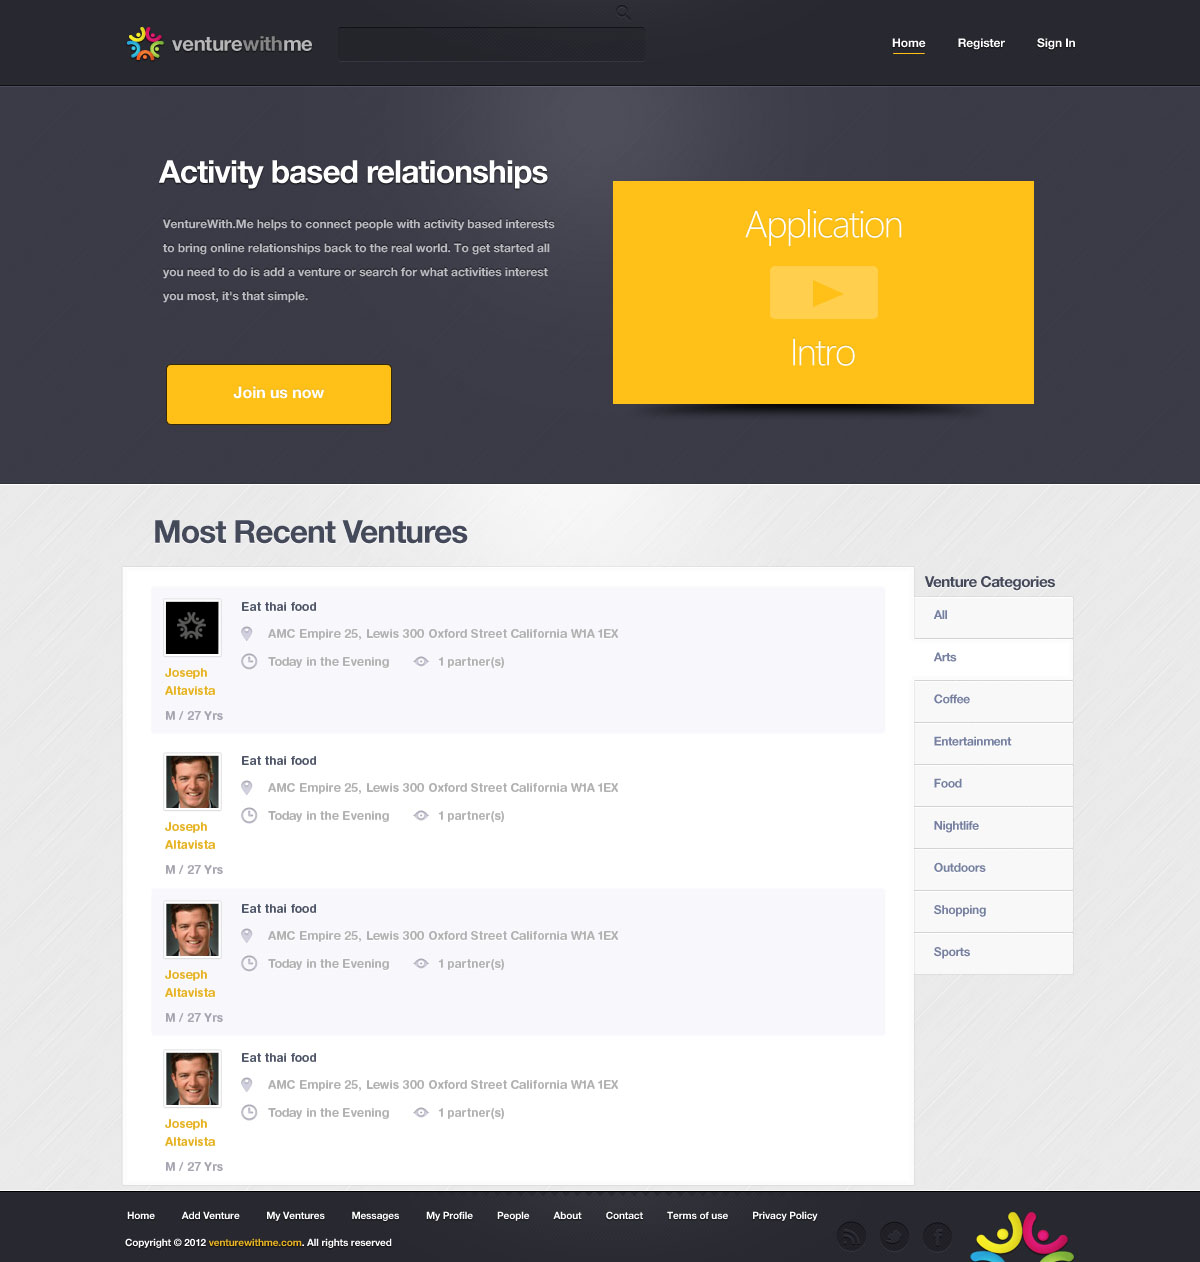 venturewithme
Home Register Sign In
Activity based relationships
VentureWith.Me helps to connect people with activity based interests
to bring online relationships back to the real world. To get started all
you need to do is add a venture or search for what activities interest
you most, it's that simple.
Join us now
Application
Intro
Most Recent Ventures
Eat thai food
AMC Empire 25, Lewis 300 Oxford Street California W1A 1EX
Today in the Evening 1 partner(s)
Joseph
Altavista
M / 27 Yrs
Eat thai food
AMC Empire 25, Lewis 300 Oxford Street California W1A 1EX
Today in the Evening 1 partner(s)
Joseph
Altavista
M / 27 Yrs
Eat thai food
AMC Empire 25, Lewis 300 Oxford Street California W1A 1EX
Today in the Evening 1 partner(s)
Joseph
Altavista
M / 27 Yrs
Eat thai food
AMC Empire 25, Lewis 300 Oxford Street California W1A 1EX
Today in the Evening 1 partner(s)
Joseph
Altavista
M / 27 Yrs
Venture Categories
All
Arts
Coffee
Entertainment
Food
Nightlife
Outdoors
Shopping
Sports
Home Add Venture My Ventures Messages My Profile People About Contact Terms of use Privacy Policy
Copyright © 2012 venturewithme.com. All rights reserved